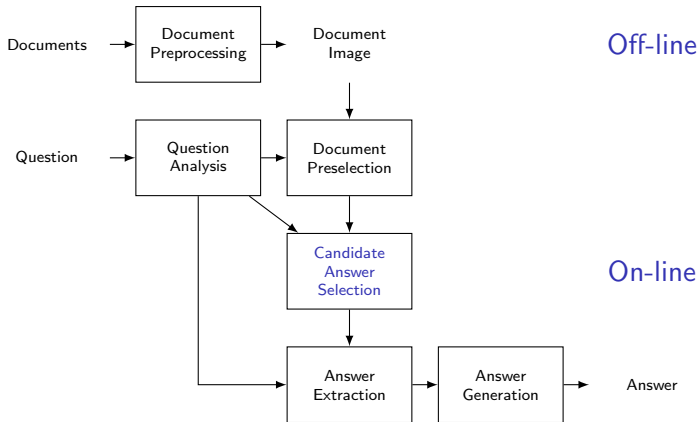 Documents
Document
Preprocessing
Document
Image
Off-line
Question
Question
Analysis
Document
Preselection
Candidate
Answer
Selection
On-line
Answer
Extraction
Answer
Generation
Answer